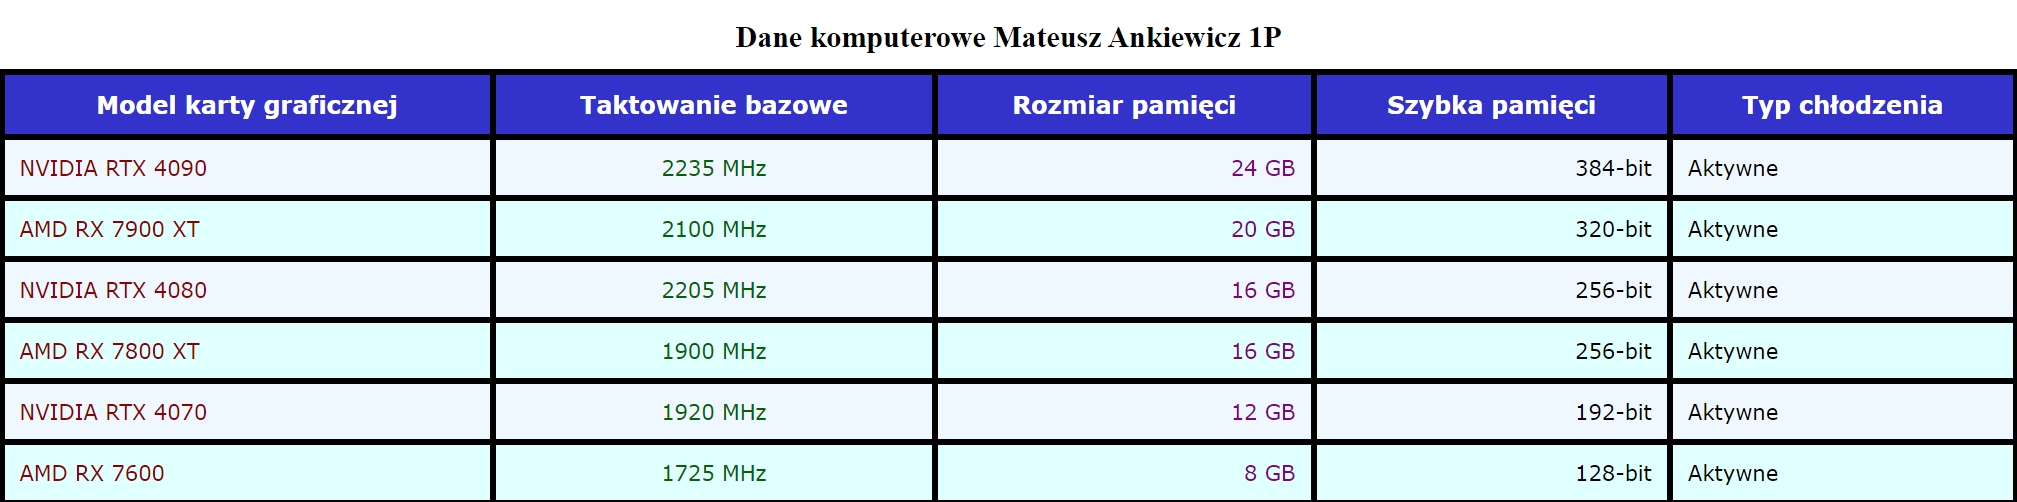 Dane komputerowe Mateusz Ankiewicz 1P
Model karty graficznej Taktowanie bazowe Rozmiar pamięci Szybka pamięci Typ chłodzenia
NVIDIA RTX 4090 2235 MHz 24 GB 384-bit Aktywne
AMD RX 7900 XT 2100 MHz 20 GB 320-bit Aktywne
NVIDIA RTX 4080 2205 MHz 16 GB 256-bit Aktywne
AMD RX 7800 XT 1900 MHz 16 GB 256-bit Aktywne
NVIDIA RTX 4070 1920 MHz 12 GB 192-bit Aktywne
AMD RX 7600 1725 MHz 8 GB 128-bit Aktywne